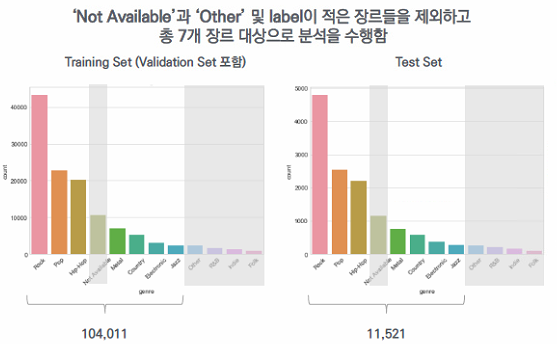 ‘Not Available’과 ‘Other’ 및 label이 적은 장르들을 제외하고
총 7개 장르 대상으로 분석을 수행함
Training Set (Validation Set 포함)
Test Set
40000
30000
20000
10000
0
count
Rock
Pop
Hip-Hop
Not Available
Metal
Country
Electronic
Jazz
Other
R&B
Indie
Folk
genre
5000
4000
3000
2000
1000
0
count
Rock
Pop
Hip-Hop
Not Available
Metal
Country
Electronic
Jazz
Other
R&B
Indie
Folk
genre
104,011
11,521